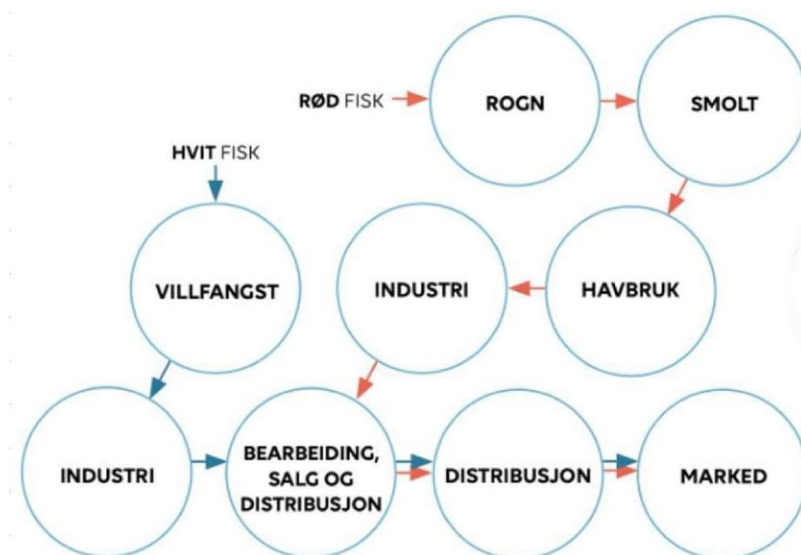 RØD FISK
ROGN
SMOLT
HVIT FISK
VILLFANGST
INDUSTRI
HAVBRUK
INDUSTRI
BEARBEIDING,
SALG OG
DISTRIBUSJON
DISTRIBUSJON
MARKED